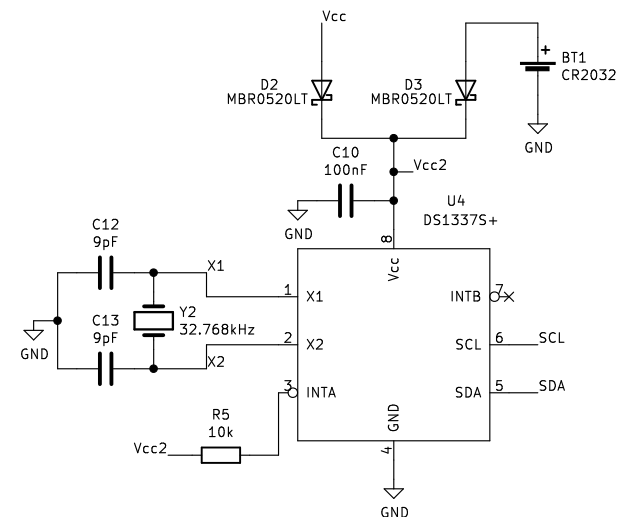 Vcc
D2
MBR0520LT
D3
MBR0520LT
+
BT1
CR2032
GND
C10
100nF
Vcc2
GND
U4
DS1337S+
8
Vcc
C12
9pF
X1
1
X1
INTB
7
GND
C13
9pF
Y2
32.768kHz
X2
2
X2
SCL
6
SCL
3
INTA
SDA
5
SDA
R5
10k
Vcc2
GND
4
GND